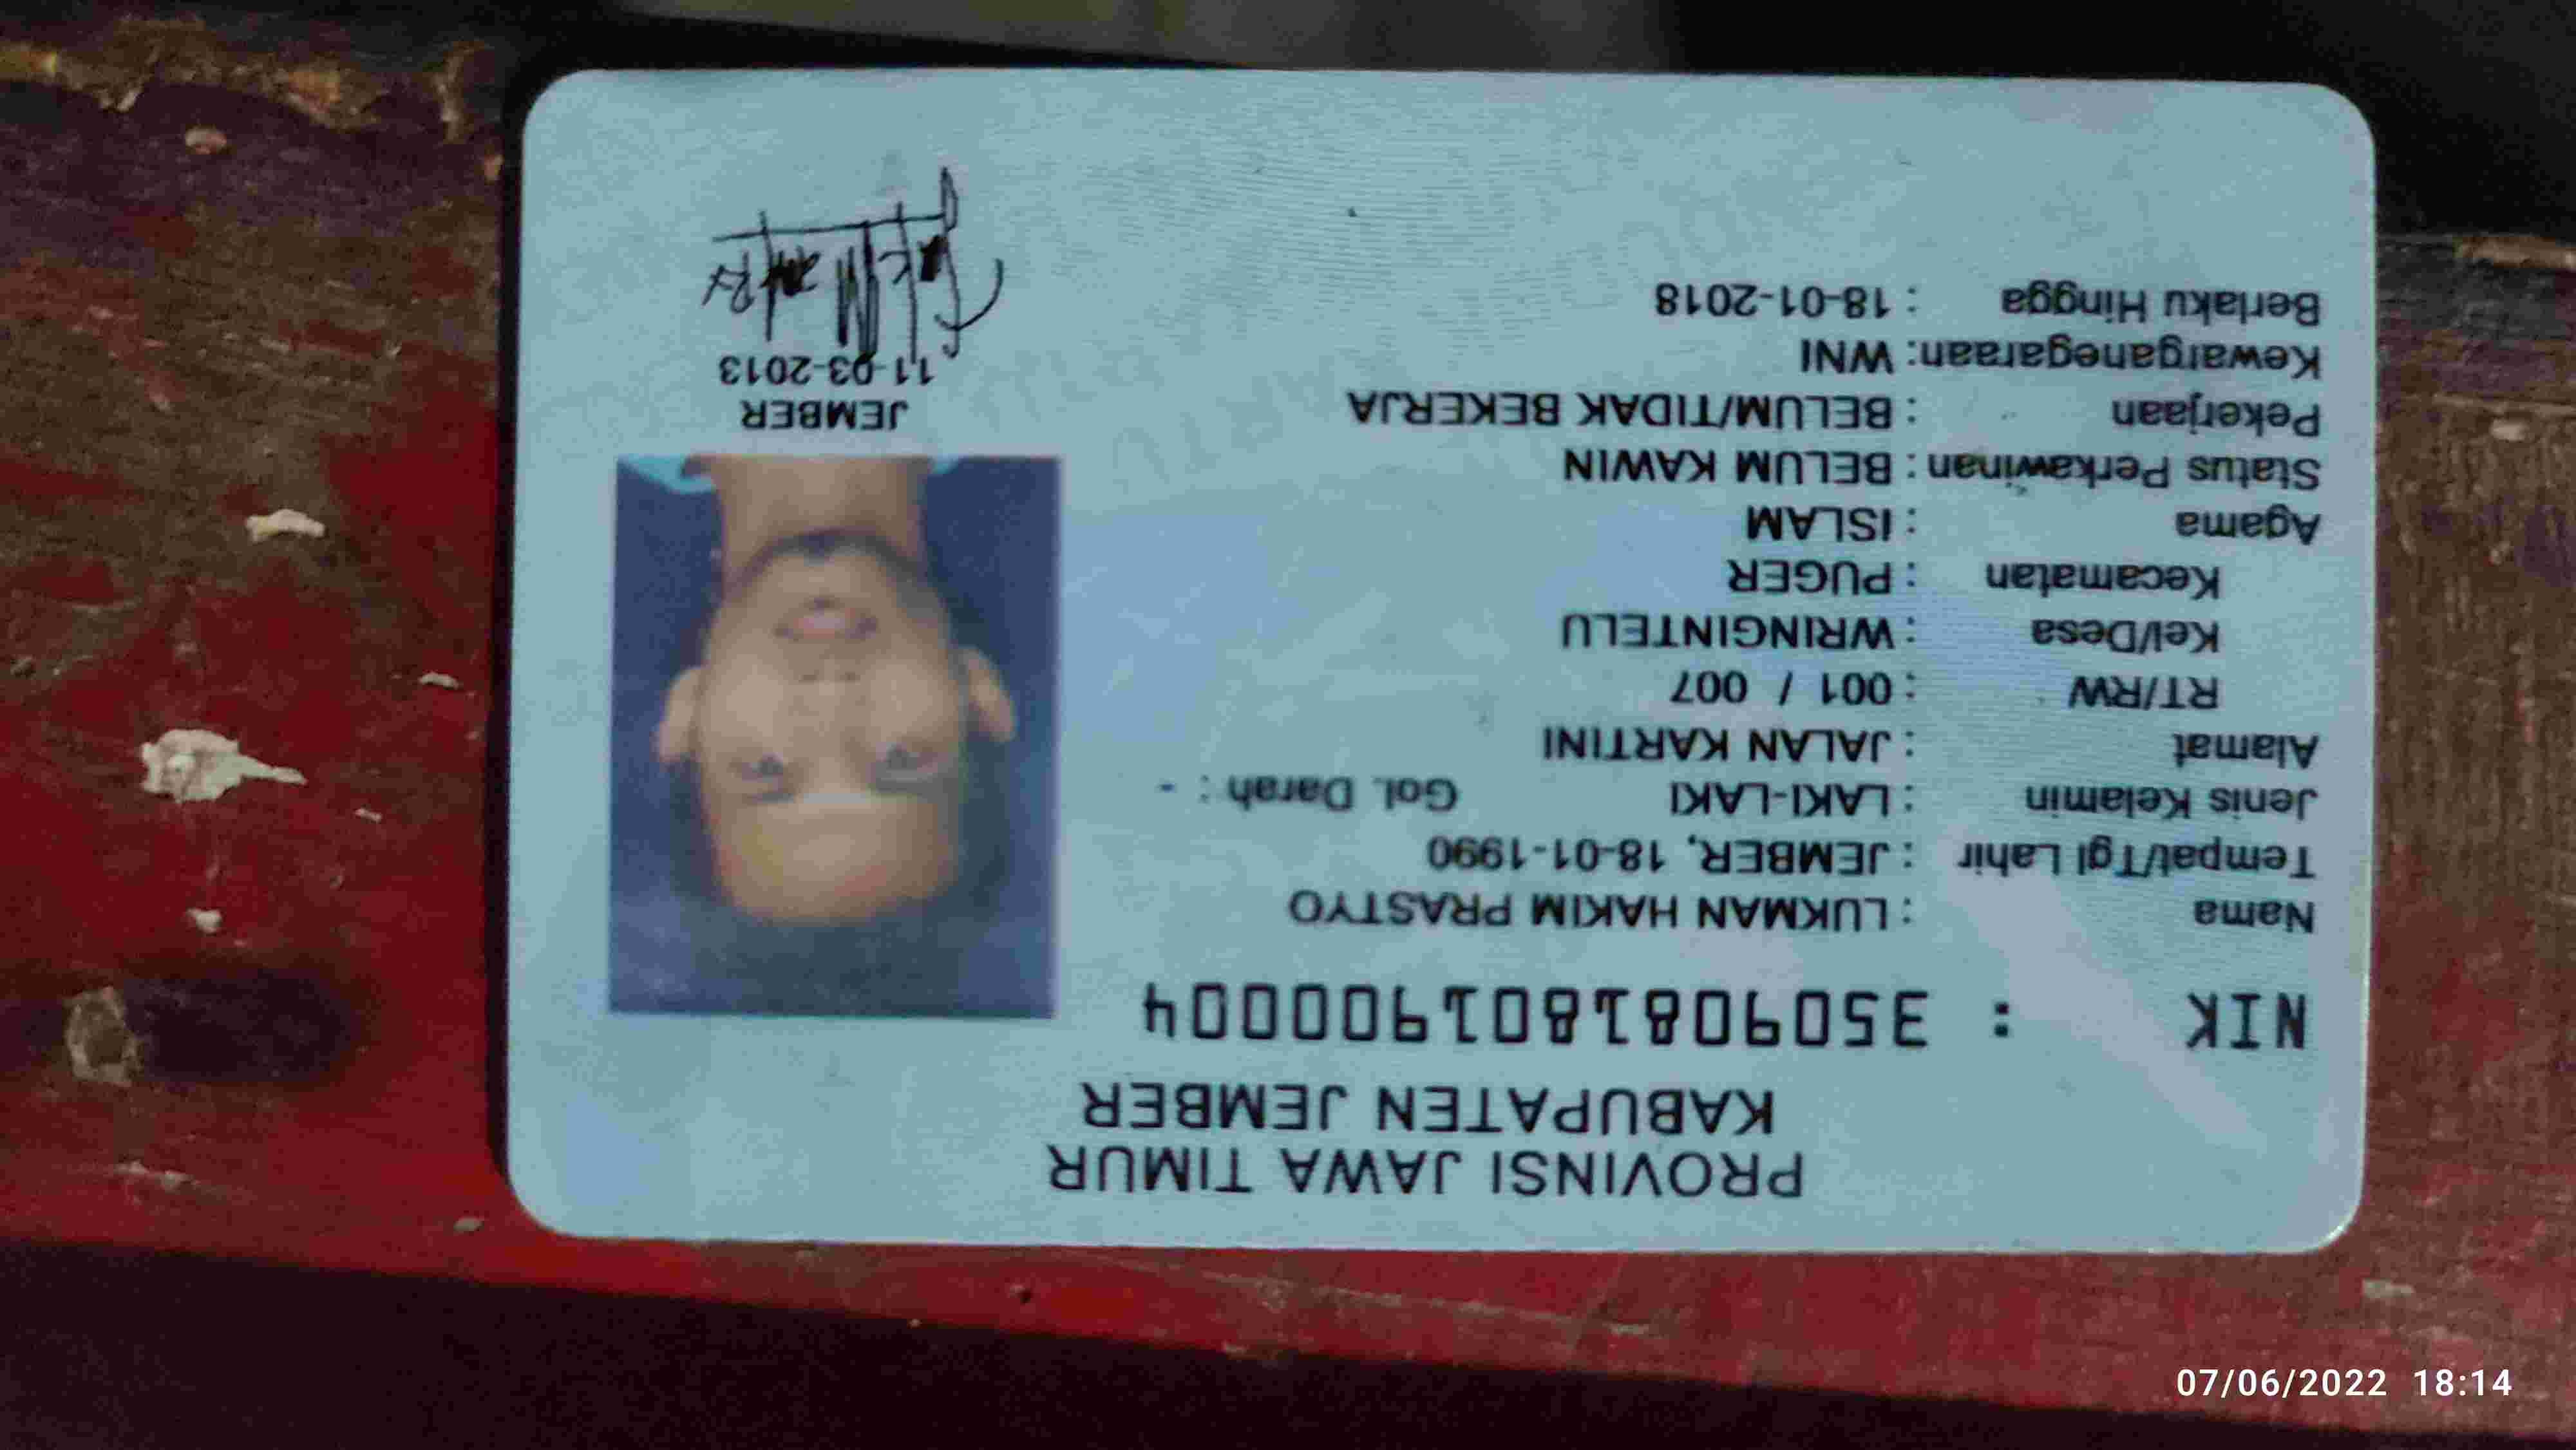 PROVINSI JAWA TIMUR
KABUPATEN JEMBER
NIK : 3509081801900004
Nama : LUKMAN HAKIM PRASTYO
Tempat/Tgl Lahir : JEMBER, 18-01-1990
Jenis Kelamin : LAKI-LAKI Gol. Darah : -
Alamat : JALAN KARTINI
RT/RW : 001 / 007
Kel/Desa : WRINGINTELU
Kecamatan : PUGER
Agama : ISLAM
Status Perkawinan : BELUM KAWIN
Pekerjaan : BELUM/TIDAK BEKERJA
Kewarganegaraan: WNI
Berlaku Hingga : 18-01-2018
JEMBER
11-03-2013
07/06/2022 18:14